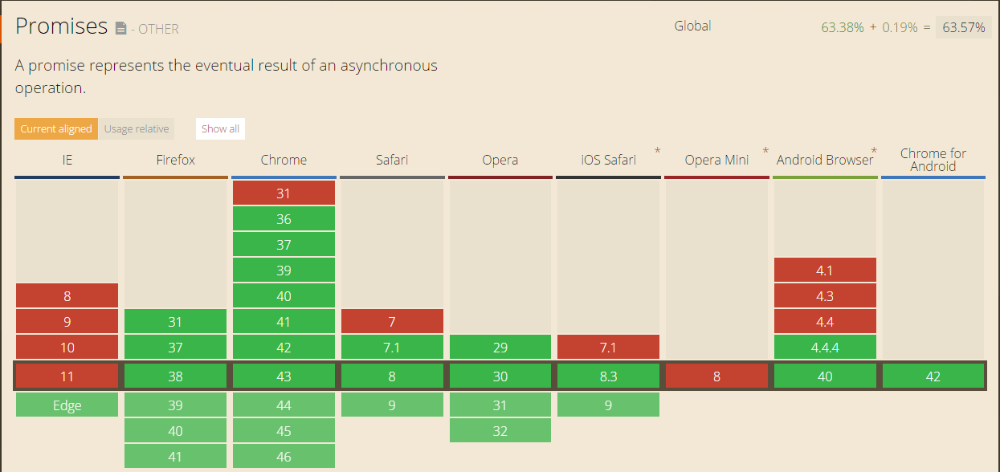 Promises - OTHER Global 63.38% + 0.19% = 63.57%
A promise represents the eventual result of an asynchronous
operation.
Current aligned Usage relative Show all
IE Firefox Chrome Safari Opera iOS Safari * Opera Mini * Android Browser * Chrome for
Android
31
36
37
39 4.1
8 40 4.3
9 31 41 7 4.4
10 37 42 7.1 29 7.1 4.4.4
11 38 43 8 30 8.3 8 40 42
Edge 39 44 9 31 9
40 45 32
41 46